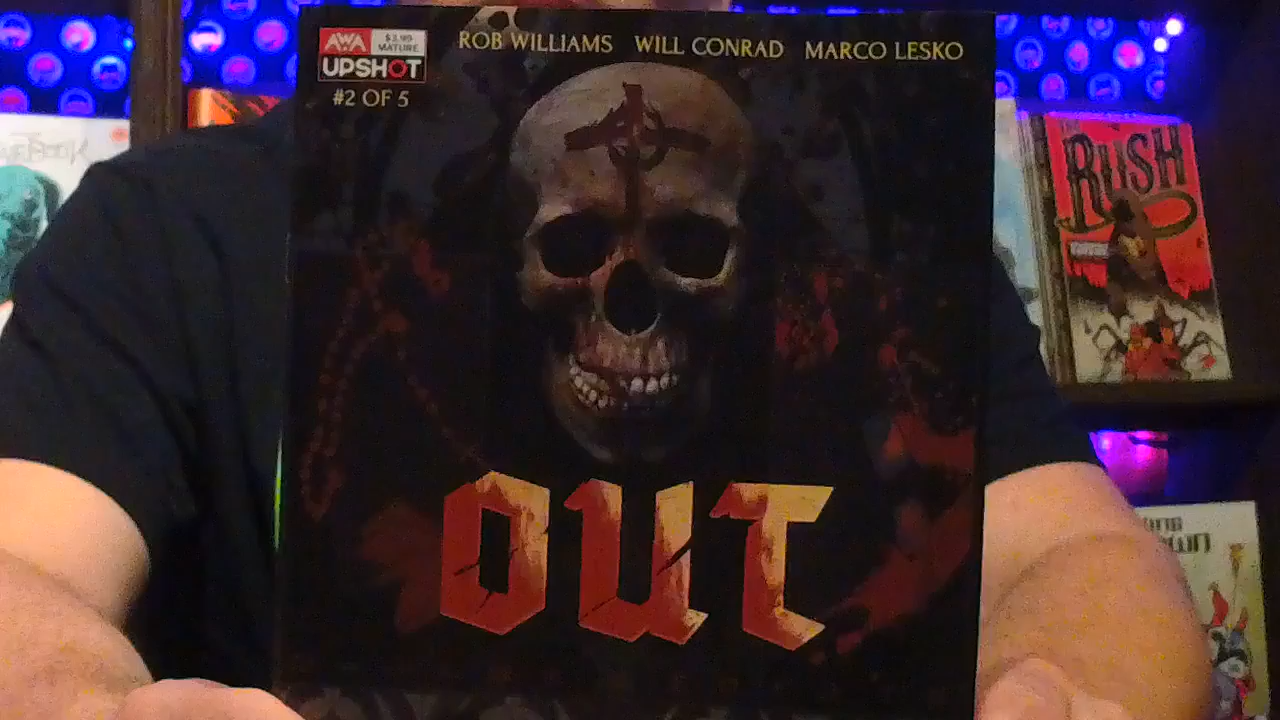 AWA
$3.99
MATURE
UPSHOT
#2 OF 5
ROB WILLIAMS WILL CONRAD MARCO LESKO
OUT
RUSH